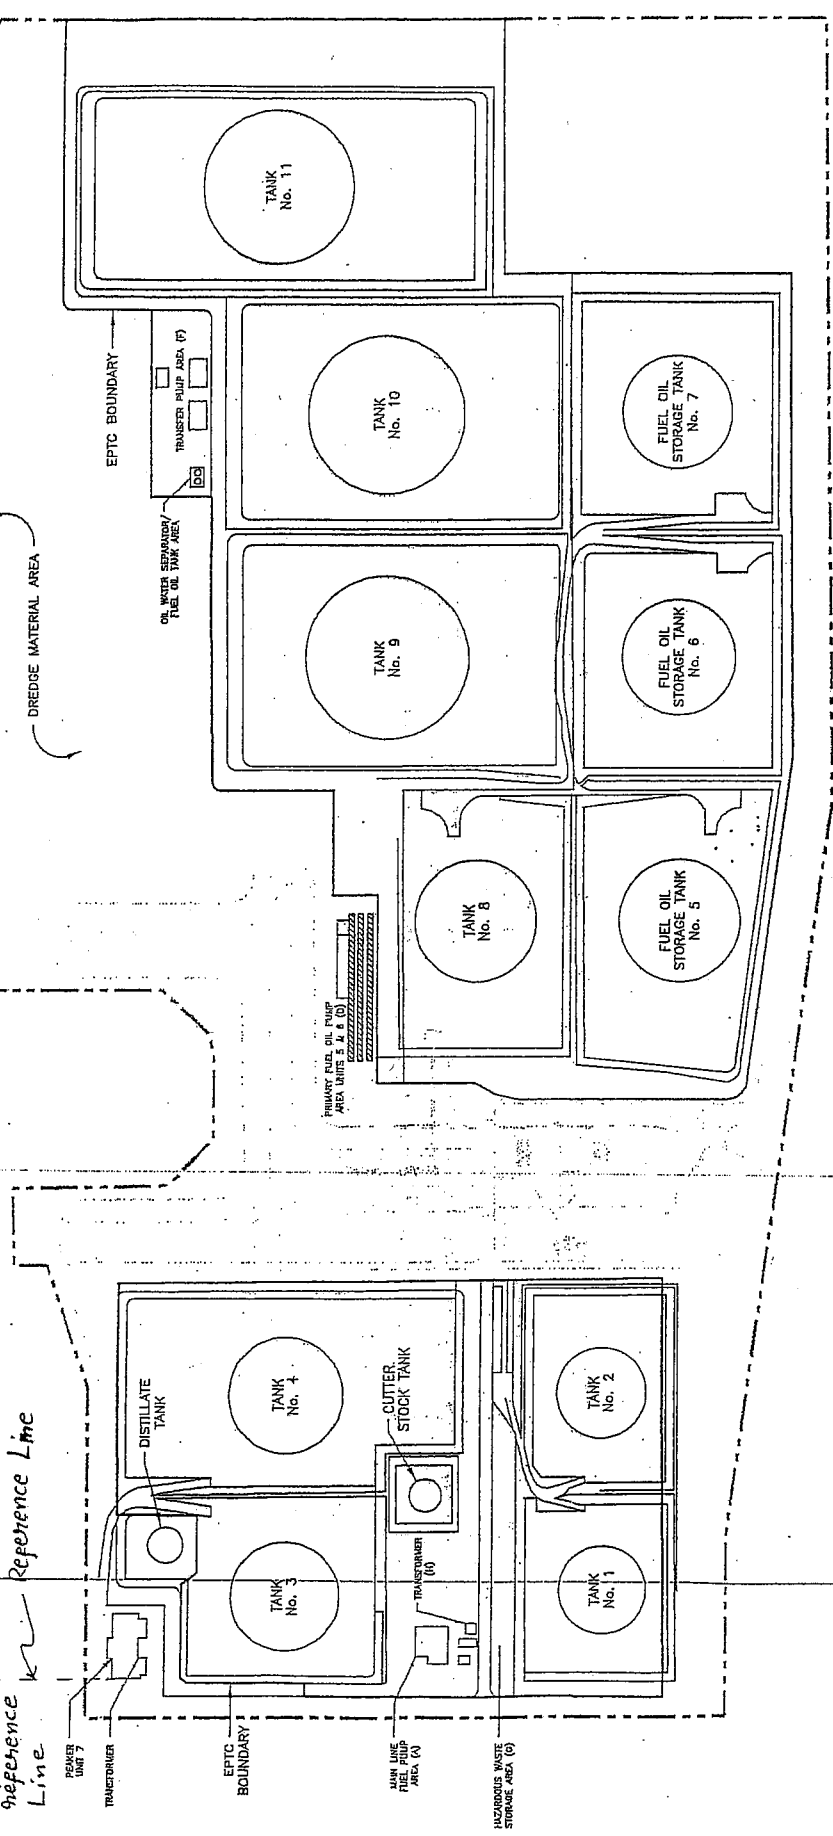 TANK
No. 11
EPTC BOUNDARY
TRANSFER PUMP AREA (F)
TANK
No. 10
FUEL OIL
STORAGE TANK
No. 7
OIL WATER SEPARATOR/
FUEL OIL TANK AREA
DREDGE MATERIAL AREA
TANK
No. 9
FUEL OIL
STORAGE TANK
No. 6
TANK
No. 8
FUEL OIL
STORAGE TANK
No. 5
PRIMARY FUEL OIL PUMP
AREA UNITS 5 & 6 (D)
TANK
No. 4
DISTILLATE
TANK
CUTTER
STOCK TANK
TANK
No. 2
Reference Line
TANK
No. 3
TRANSFORMER
(H)
TANK
No. 1
Reference
Line
PEAKER
UNIT 7
TRANSFORMER
EPTC
BOUNDARY
MAIN LINE
FUEL PUMP
AREA (A)
HAZARDOUS WASTE
STORAGE AREA (G)